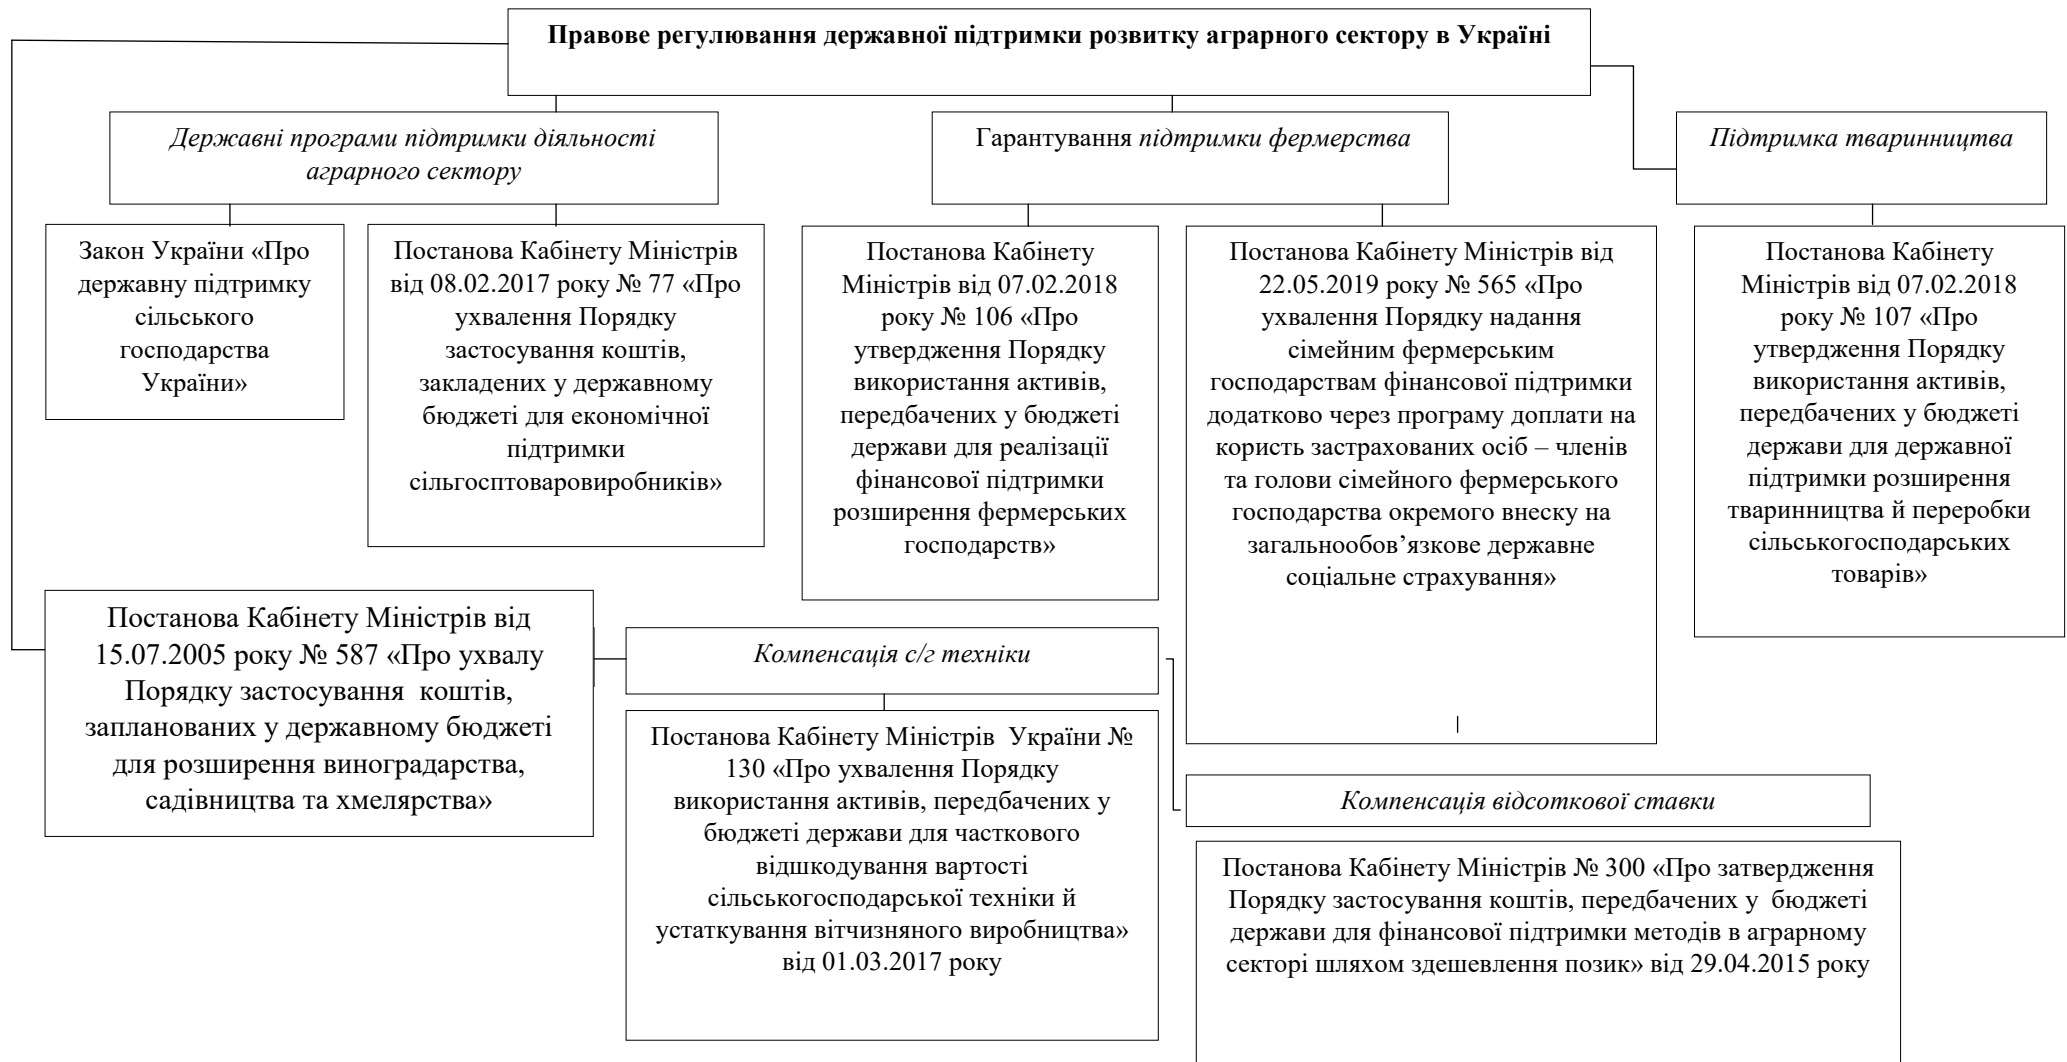 Правове регулювання державної підтримки розвитку аграрного сектору в Україні
Державні програми підтримки діяльності
аграрного сектору
Гарантування підтримки фермерства
Підтримка тваринництва
Закон України «Про
державну підтримку
сільського
господарства
України»
Постанова Кабінету Міністрів
від 08.02.2017 року № 77 «Про
ухвалення Порядку
застосування коштів,
закладених у державному
бюджеті для економічної
підтримки
сільгосптоваровиробників»
Постанова Кабінету
Міністрів від 07.02.2018
року № 106 «Про
утвердження Порядку
використання активів,
передбачених у бюджеті
держави для реалізації
фінансової підтримки
розширення фермерських
господарств»
Постанова Кабінету Міністрів від
22.05.2019 року № 565 «Про
ухвалення Порядку надання
сімейним фермерським
господарствам фінансової підтримки
додатково через програму доплати на
користь застрахованих осіб – членів
та голови сімейного фермерського
господарства окремого внеску на
загальнообов’язкове державне
соціальне страхування»
Постанова Кабінету
Міністрів від 07.02.2018
року № 107 «Про
утвердження Порядку
використання активів,
передбачених у бюджеті
держави для державної
підтримки розширення
тваринництва й переробки
сільськогосподарських
товарів»
Постанова Кабінету Міністрів від
15.07.2005 року № 587 «Про ухвалу
Порядку застосування коштів,
запланованих у державному бюджеті
для розширення виноградарства,
садівництва та хмелярства»
Компенсація с/г техніки
Постанова Кабінету Міністрів України №
130 «Про ухвалення Порядку
використання активів, передбачених у
бюджеті держави для часткового
відшкодування вартості
сільськогосподарської техніки й
устаткування вітчизняного виробництва»
від 01.03.2017 року
Компенсація відсоткової ставки
Постанова Кабінету Міністрів № 300 «Про затвердження
Порядку застосування коштів, передбачених у бюджеті
держави для фінансової підтримки методів в аграрному
секторі шляхом здешевлення позик» від 29.04.2015 року